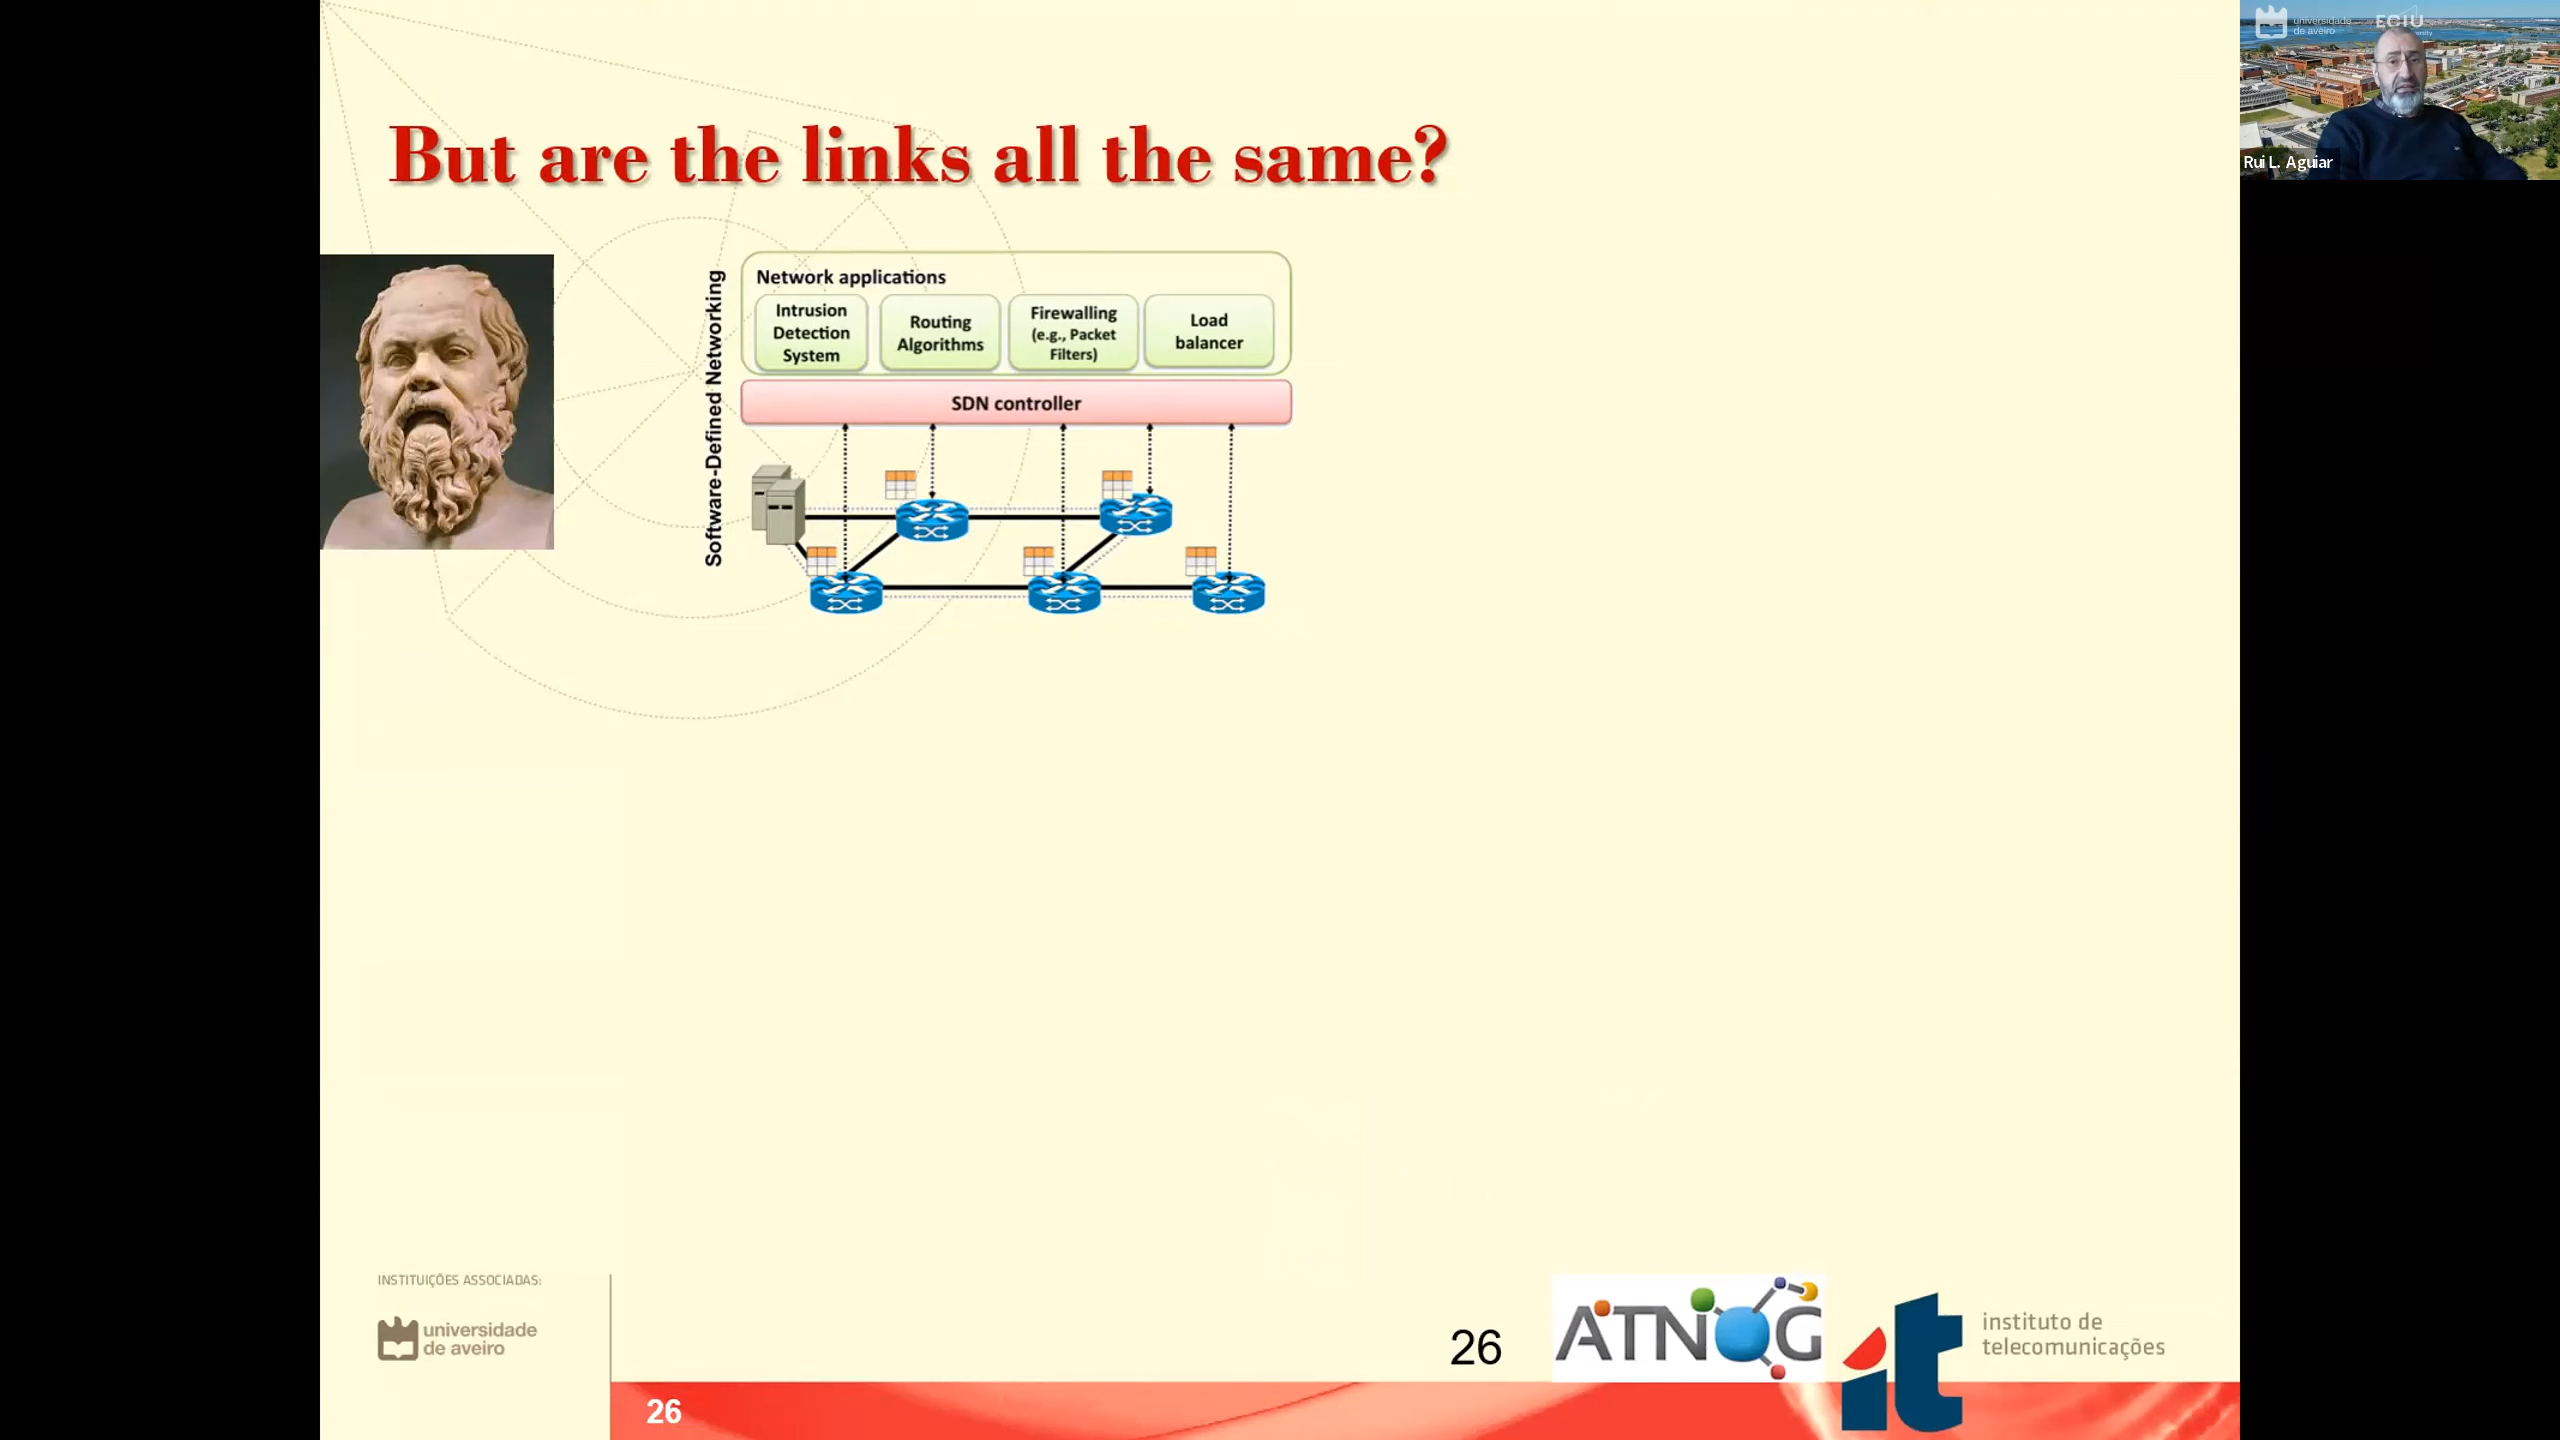 universidade
de aveiro
ECIU
Rui L. Aguiar
But are the links all the same?
Software-Defined Networking
Network applications
Intrusion
Detection
System
Routing
Algorithms
Firewalling
(e.g., Packet
Filters)
Load
balancer
SDN controller
INSTITUIÇÕES ASSOCIADAS:
universidade
de aveiro
26
ATNOG
it
instituto de
telecomunicações
26